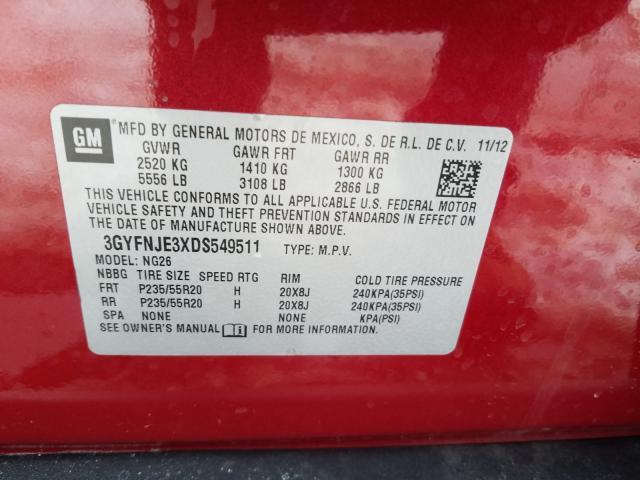 GM
MFD BY GENERAL MOTORS DE MEXICO, S. DE R.L. DE C.V. 11/12
GVWR GAWR FRT GAWR RR
2520 KG 1410 KG 1300 KG
5556 LB 3108 LB 2866 LB
THIS VEHICLE CONFORMS TO ALL APPLICABLE U.S. FEDERAL MOTOR
VEHICLE SAFETY AND THEFT PREVENTION STANDARDS IN EFFECT ON
THE DATE OF MANUFACTURE SHOWN ABOVE.
3GYFNJE3XDS549511 TYPE: M.P.V.
MODEL: NG26
NBBG TIRE SIZE SPEED RTG RIM COLD TIRE PRESSURE
FRT P235/55R20 H 20X8J 240KPA(35PSI)
RR P235/55R20 H 20X8J 240KPA(35PSI)
SPA NONE NONE KPA(PSI)
SEE OWNER'S MANUAL FOR MORE INFORMATION.